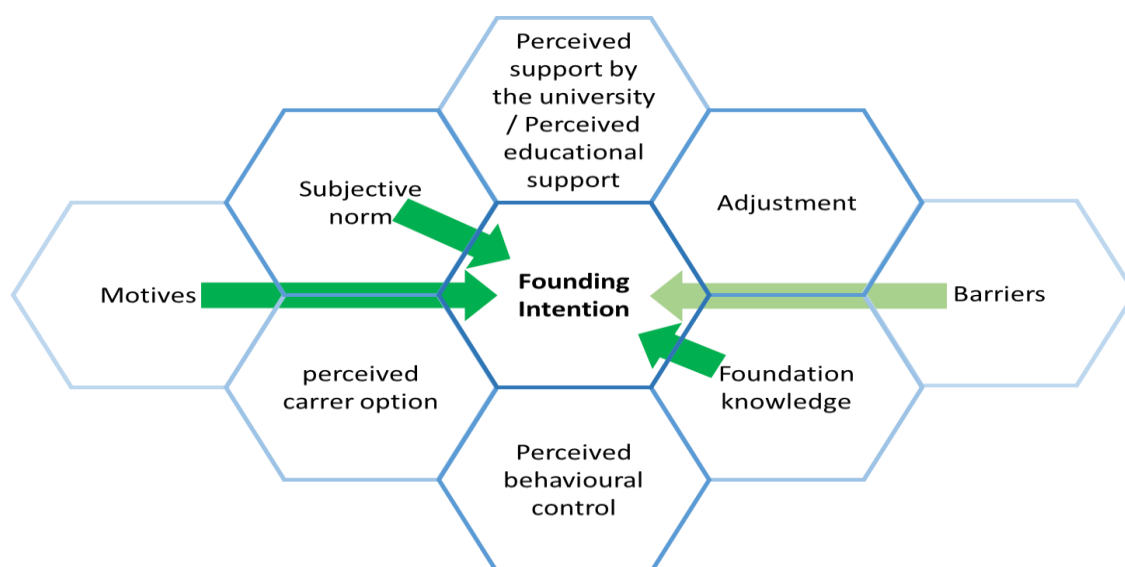 Perceived
support by
the university
/ Perceived
educational
support
Subjective
norm
Adjustment
Motives
Founding
Intention
Barriers
perceived
carrer option
Foundation
knowledge
Perceived
behavioural
control